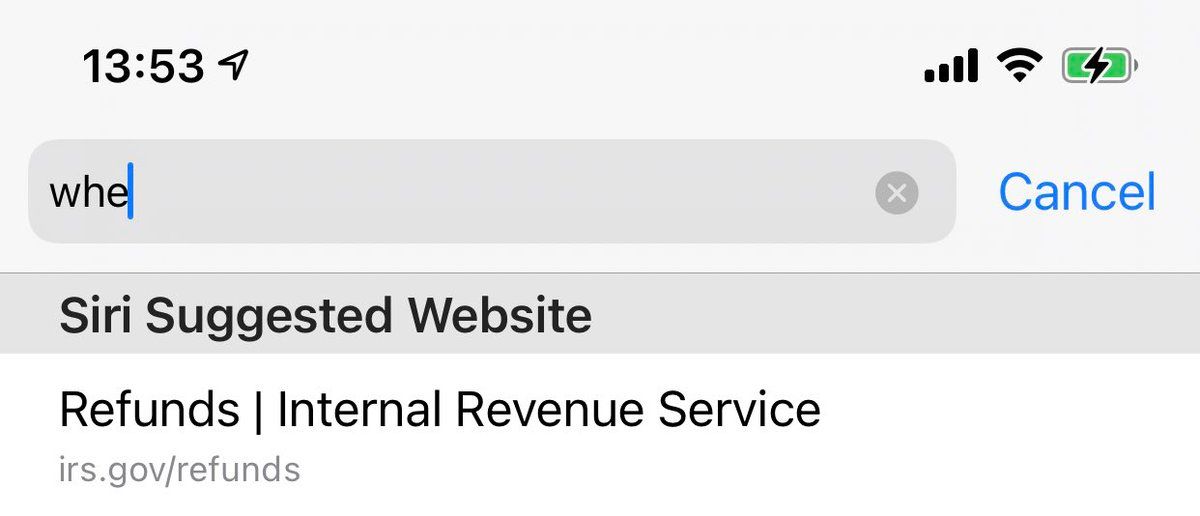 13:53
whe
Cancel
Siri Suggested Website
Refunds | Internal Revenue Service
irs.gov/refunds